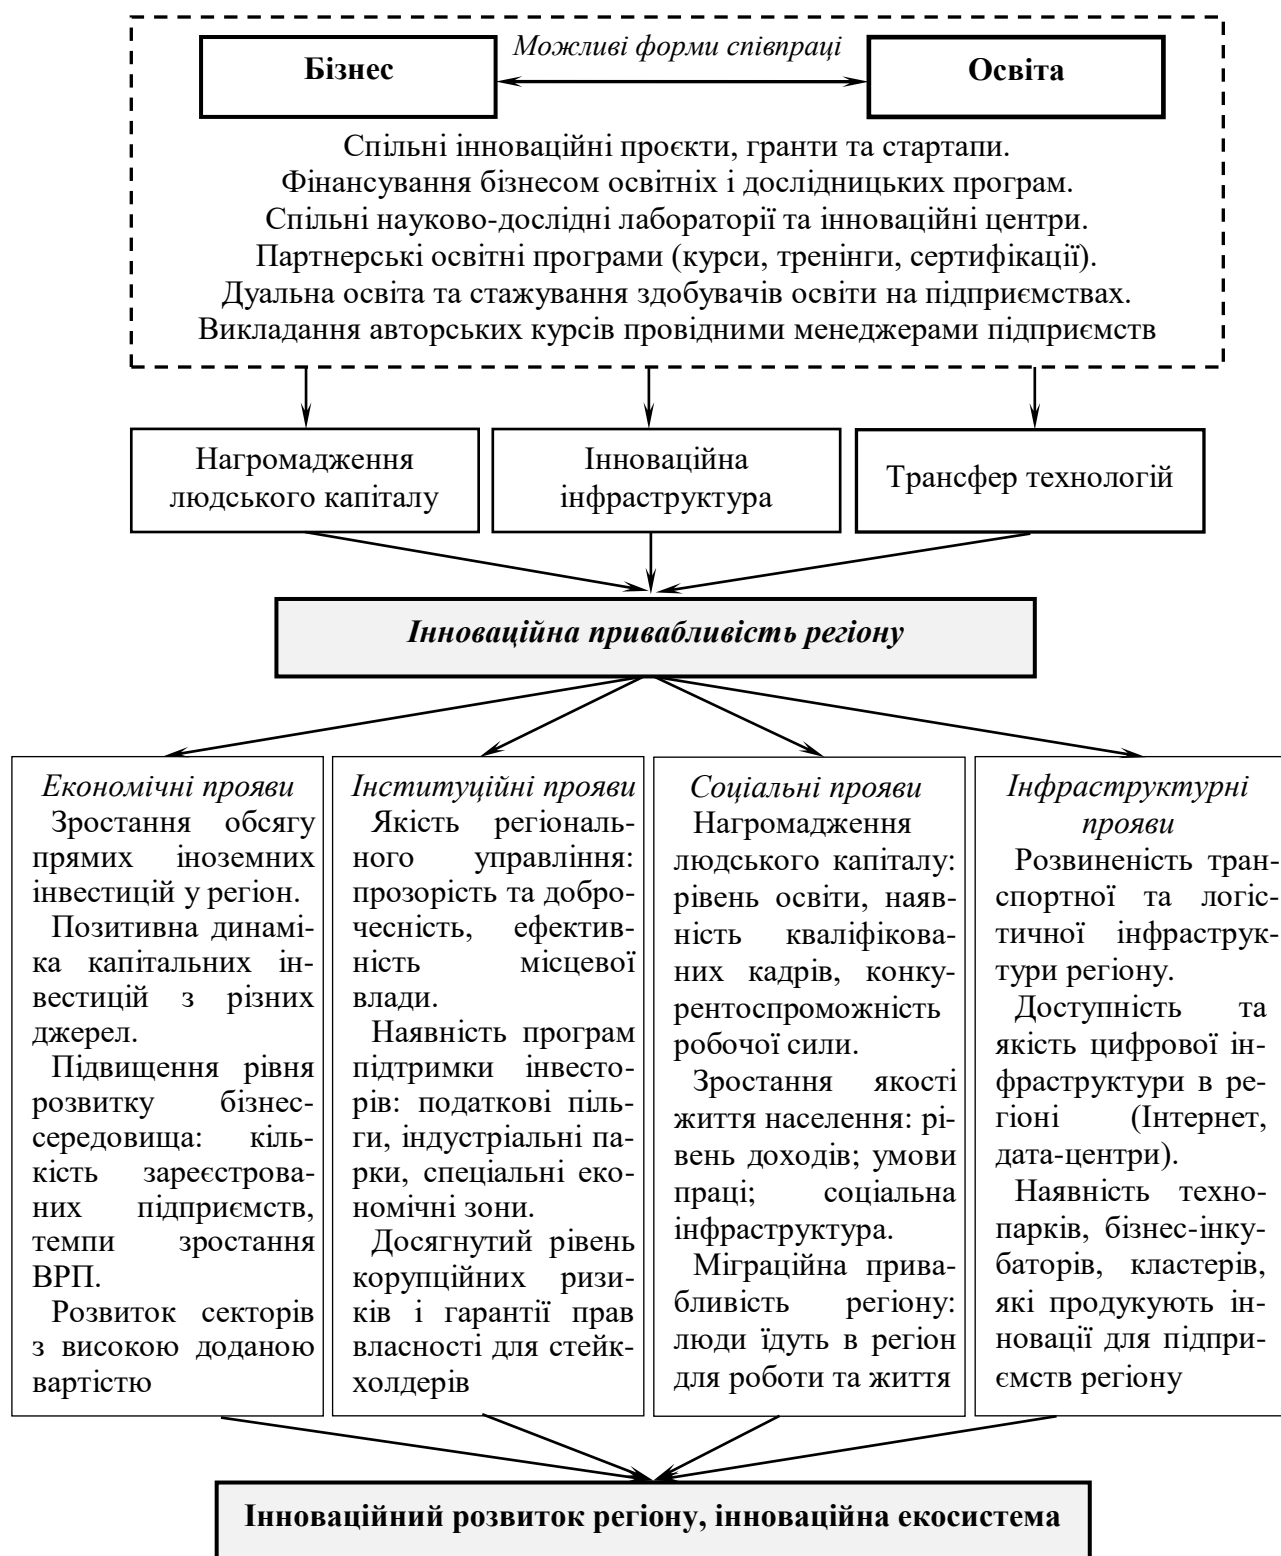 Можливі форми співпраці
Бізнес
Освіта
Спільні інноваційні проєкти, гранти та стартапи.
Фінансування бізнесом освітніх і дослідницьких програм.
Спільні науково-дослідні лабораторії та інноваційні центри.
Партнерські освітні програми (курси, тренінги, сертифікації).
Дуальна освіта та стажування здобувачів освіти на підприємствах.
Викладання авторських курсів провідними менеджерами підприємств
Нагромадження
людського капіталу
Інноваційна
інфраструктура
Трансфер технологій
Інноваційна привабливість регіону
Економічні прояви
Зростання обсягу
прямих іноземних
інвестицій у регіон.
Позитивна динамі-
ка капітальних ін-
вестицій з різних
джерел.
Підвищення рівня
розвитку бізнес-
середовища: кіль-
кість зареєстрова-
них підприємств,
темпи зростання
ВРП.
Розвиток секторів
з високою доданою
вартістю
Інституційні прояви
Якість регіональ-
ного управління:
прозорість та добро-
чесність, ефектив-
ність місцевої
влади.
Наявність програм
підтримки інвесто-
рів: податкові піль-
ги, індустріальні па-
рки, спеціальні еко-
номічні зони.
Досягнутий рівень
корупційних ризи-
ків і гарантії прав
власності для стейк-
холдерів
Соціальні прояви
Нагромадження
людського капіталу:
рівень освіти, наяв-
ність кваліфікова-
них кадрів, конку-
рентоспроможність
робочої сили.
Зростання якості
життя населення: рі-
вень доходів; умови
праці; соціальна
інфраструктура.
Міграційна прива-
бливість регіону:
люди їдуть в регіон
для роботи та життя
Інфраструктурні
прояви
Розвиненість тран-
спортної та логіс-
тичної інфраструк-
тури регіону.
Доступність та
якість цифрової ін-
фраструктури в ре-
гіоні (Інтернет,
дата-центри).
Наявність техно-
парків, бізнес-інку-
баторів, кластерів,
які продукують ін-
новації для підпри-
ємств регіону
Інноваційний розвиток регіону, інноваційна екосистема